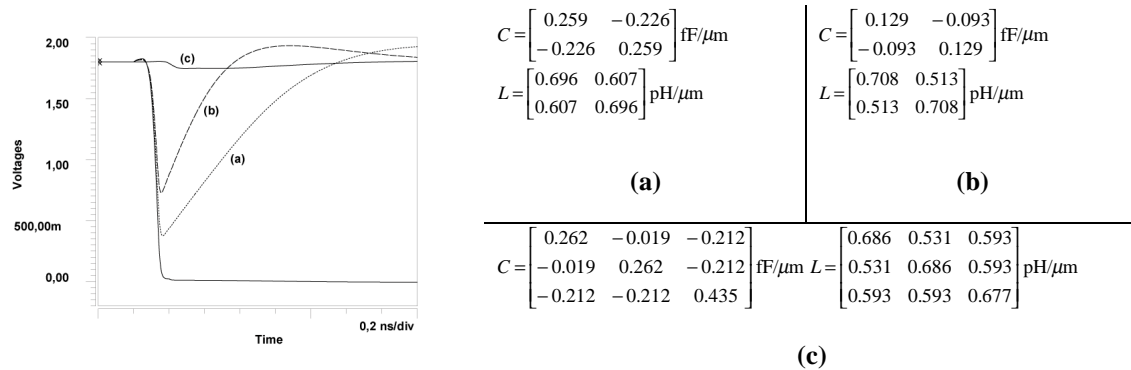 2,00
1,50
1,00
500,00m
0,00
Voltages
(c)
(b)
(a)
0,2 ns/div
Time
C = [0.259 −0.226
−0.226 0.259] fF/μm
L = [0.696 0.607
0.607 0.696] pH/μm
(a)
C = [0.129 −0.093
−0.093 0.129] fF/μm
L = [0.708 0.513
0.513 0.708] pH/μm
(b)
C = [0.262 −0.019 −0.212
−0.019 0.262 −0.212
−0.212 −0.212 0.435] fF/μm
L = [0.686 0.531 0.593
0.531 0.686 0.593
0.593 0.593 0.677] pH/μm
(c)